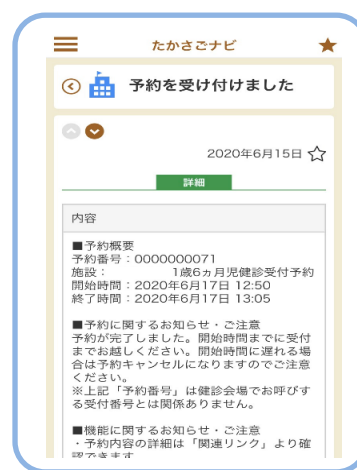 たかさごナビ
予約を受け付けました
2020年6月15日
詳細
内容
■予約概要
予約番号：0000000071
施設： 1歳6ヵ月児健診受付予約
開始時間：2020年6月17日 12:50
終了時間：2020年6月17日 13:05
■予約に関するお知らせ・ご注意
予約が完了しました。開始時間までに受付
までお越しください。開始時間に遅れる場
合は予約キャンセルになりますのでご注意
ください。
※上記「予約番号」は健診会場でお呼びす
る受付番号とは関係ありません。
■機能に関するお知らせ・ご注意
・予約内容の詳細は「関連リンク」より確
認できます